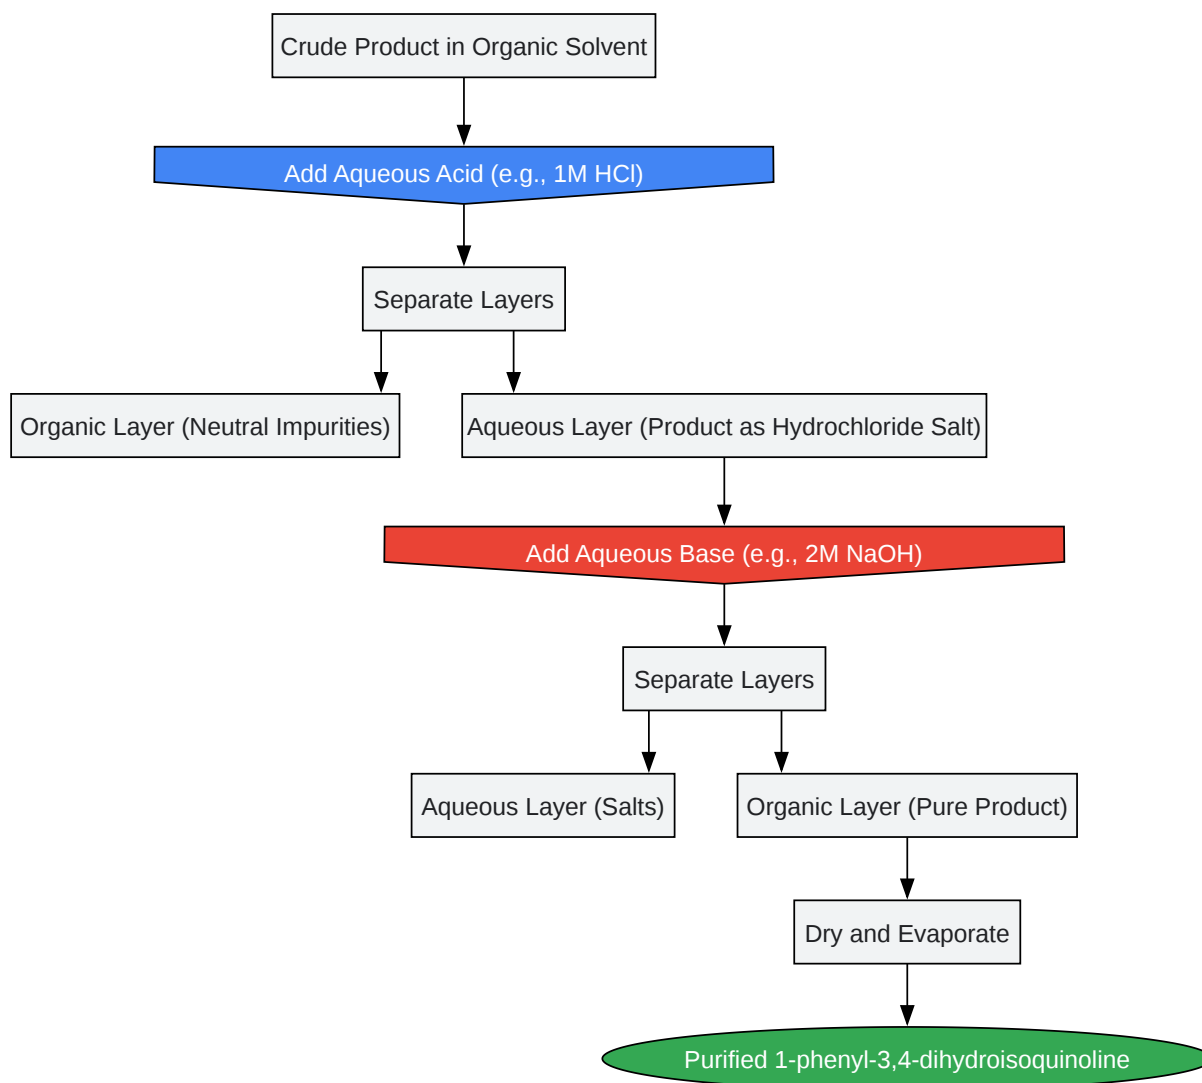 Crude Product in Organic Solvent
Add Aqueous Acid (e.g., 1M HCl)
Separate Layers
Organic Layer (Neutral Impurities)
Aqueous Layer (Product as Hydrochloride Salt)
Add Aqueous Base (e.g., 2M NaOH)
Separate Layers
Aqueous Layer (Salts)
Organic Layer (Pure Product)
Dry and Evaporate
Purified 1-phenyl-3,4-dihydroisoquinoline